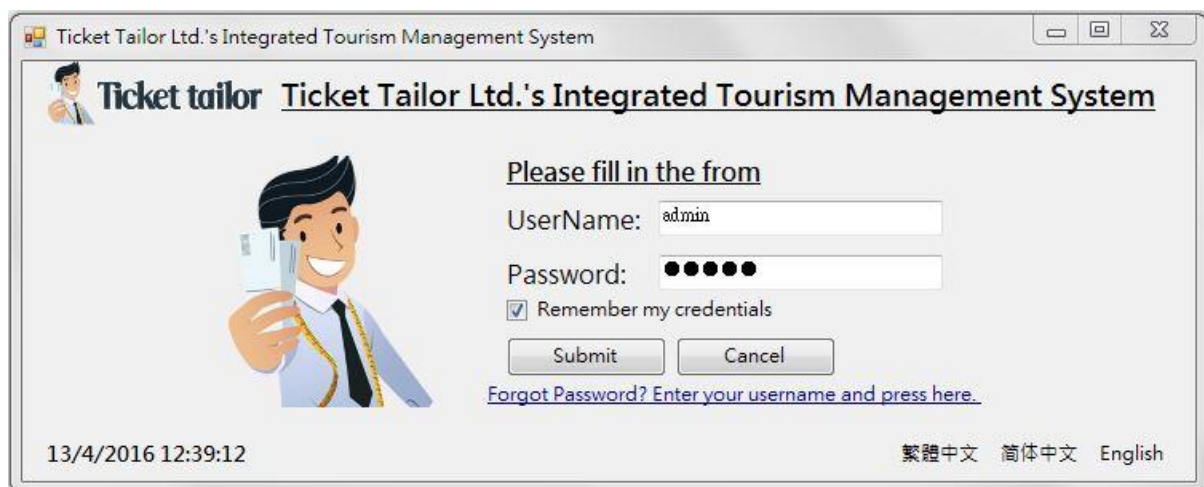 Ticket Tailor Ltd.'s Integrated Tourism Management System
Ticket tailor Ticket Tailor Ltd.'s Integrated Tourism Management System
Please fill in the from
UserName: admin
Password: ●●●●●
Remember my credentials
Submit Cancel
Forgot Password? Enter your username and press here.
13/4/2016 12:39:12 繁體中文 简体中文 English